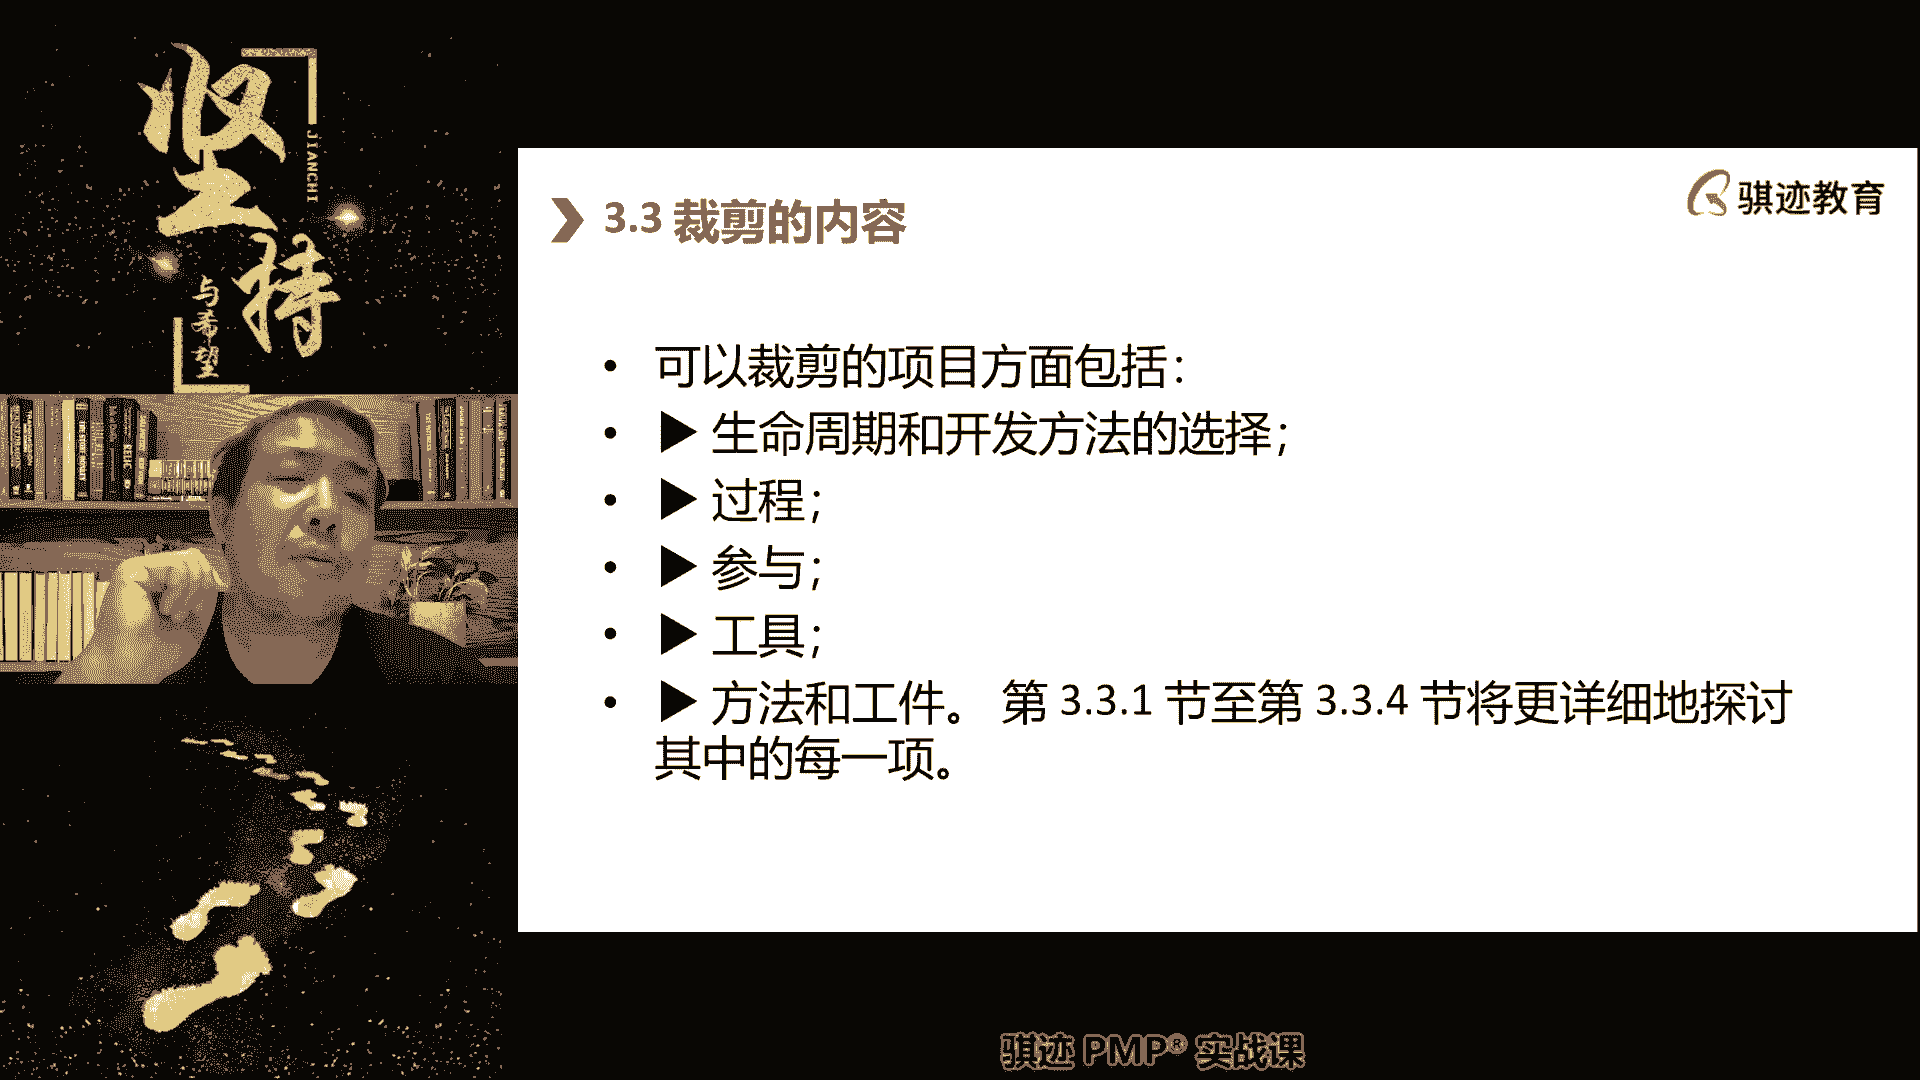 坚持
JIANCHI
与希望
骐迹教育
3.3 裁剪的内容
• 可以裁剪的项目方面包括：
• ▶ 生命周期和开发方法的选择；
• ▶ 过程；
• ▶ 参与；
• ▶ 工具；
• ▶ 方法和工件。 第 3.3.1 节至第 3.3.4 节将更详细地探讨
其中的每一项。
骐迹 PMP® 实战课